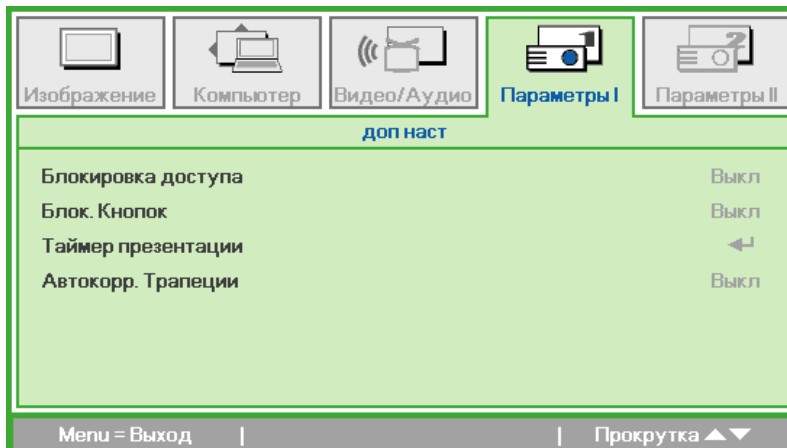 Изображение Компьютер Видео/Аудио Параметры I Параметры II
доп наст
Блокировка доступа Выкл
Блок. Кнопок Выкл
Таймер презентации
Автокорр. Трапеции Выкл
Menu = Выход | | Прокрутка